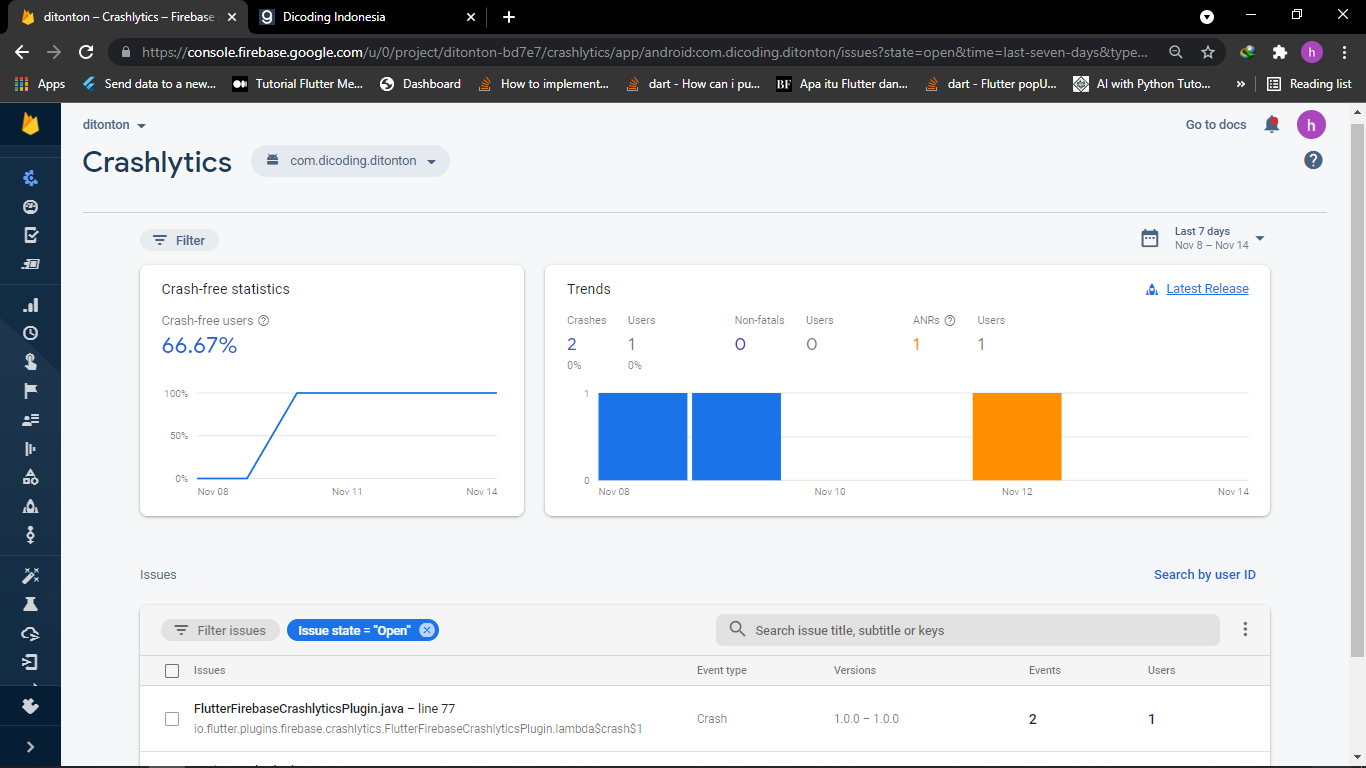 ditonton – Crashlytics – Firebase
Dicoding Indonesia
https://console.firebase.google.com/u/0/project/ditonton-bd7e7/crashlytics/app/android:com.dicoding.ditonton/issues?state=open&time=last-seven-days&type...
h
Apps
Send data to a new...
Tutorial Flutter Me...
Dashboard
How to implement...
dart - How can i pu...
BF
Apa itu Flutter dan...
dart - Flutter popU...
AI with Python Tuto...
»
Reading list
ditonton
Go to docs
h
Crashlytics
com.dicoding.ditonton
Filter
Last 7 days
Nov 8 – Nov 14
Crash-free statistics
Crash-free users
66.67%
100%
50%
0%
Nov 08
Nov 11
Nov 14
Trends
Latest Release
Crashes
Users
Non-fatals
Users
ANRs
Users
2
1
0
0
1
1
0%
0%
1
0
Nov 08
Nov 10
Nov 12
Nov 14
Issues
Search by user ID
Filter issues
Issue state = "Open"
Search issue title, subtitle or keys
Issues
Event type
Versions
Events
Users
FlutterFirebaseCrashlyticsPlugin.java – line 77
io.flutter.plugins.firebase.crashlytics.FlutterFirebaseCrashlyticsPlugin.lambda$crash$1
Crash
1.0.0 – 1.0.0
2
1